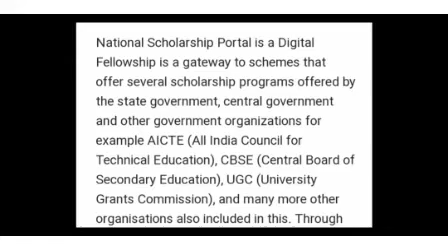 National Scholarship Portal is a Digital
Fellowship is a gateway to schemes that
offer several scholarship programs offered by
the state government, central government
and other government organizations for
example AICTE (All India Council for
Technical Education), CBSE (Central Board of
Secondary Education), UGC (University
Grants Commission), and many more other
organisations also included in this. Through